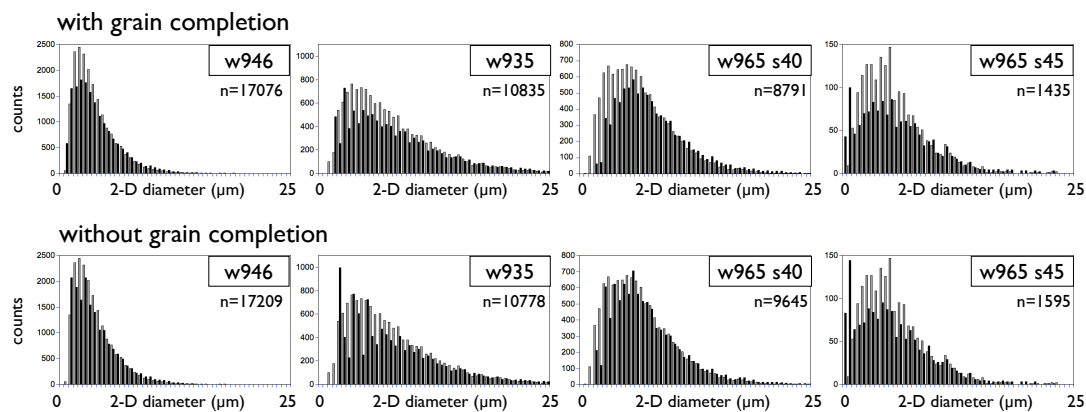 with grain completion
w946 w935 w965 s40 w965 s45
n=17076 n=10835 n=8791 n=1435
counts
2500 2000 1500 1000 500 0
1000 800 600 400 200 0
800 700 600 500 400 300 200 100 0
150 100 50 0
0 2-D diameter (µm) 25 0 2-D diameter (µm) 25 0 2-D diameter (µm) 25 0 2-D diameter (µm) 25
without grain completion
w946 w935 w965 s40 w965 s45
n=17209 n=10778 n=9645 n=1595
counts
2500 2000 1500 1000 500 0
1000 800 600 400 200 0
800 700 600 500 400 300 200 100 0
150 100 50 0
0 2-D diameter (µm) 25 0 2-D diameter (µm) 25 0 2-D diameter (µm) 25 0 2-D diameter (µm) 25